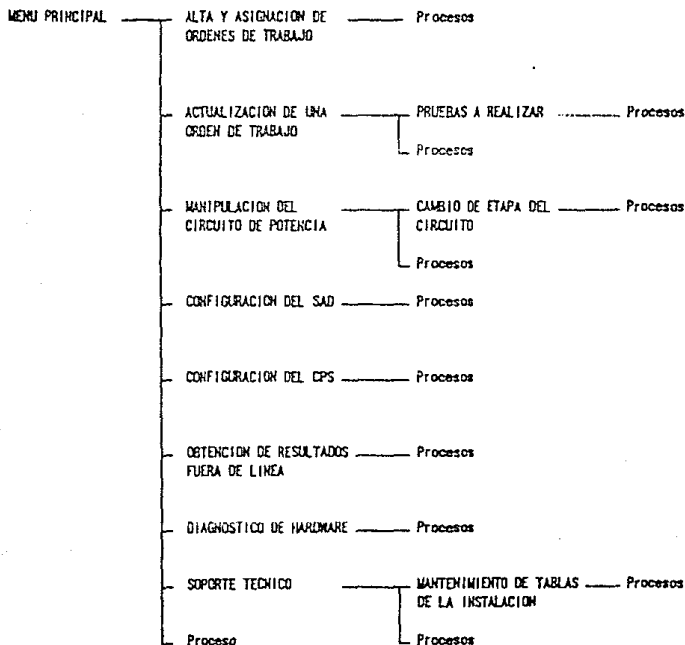 MENU PRINCIPAL ALTA Y ASIGNACION DE Procesos
ORDENES DE TRABAJO
ACTUALIZACION DE UNA PRUEBAS A REALIZAR Procesos
ORDEN DE TRABAJO
Procesos
MANIPULACION DEL CAMBIO DE ETAPA DEL Procesos
CIRCUITO DE POTENCIA CIRCUITO
Procesos
CONFIGURACION DEL SAD Procesos
CONFIGURACION DEL CPS Procesos
OBTENCION DE RESULTADOS Procesos
FUERA DE LINEA
DIAGNOSTICO DE HARDWARE Procesos
SOPORTE TECNICO MANTENIMIENTO DE TABLAS Procesos
DE LA INSTALACION
Proceso Procesos